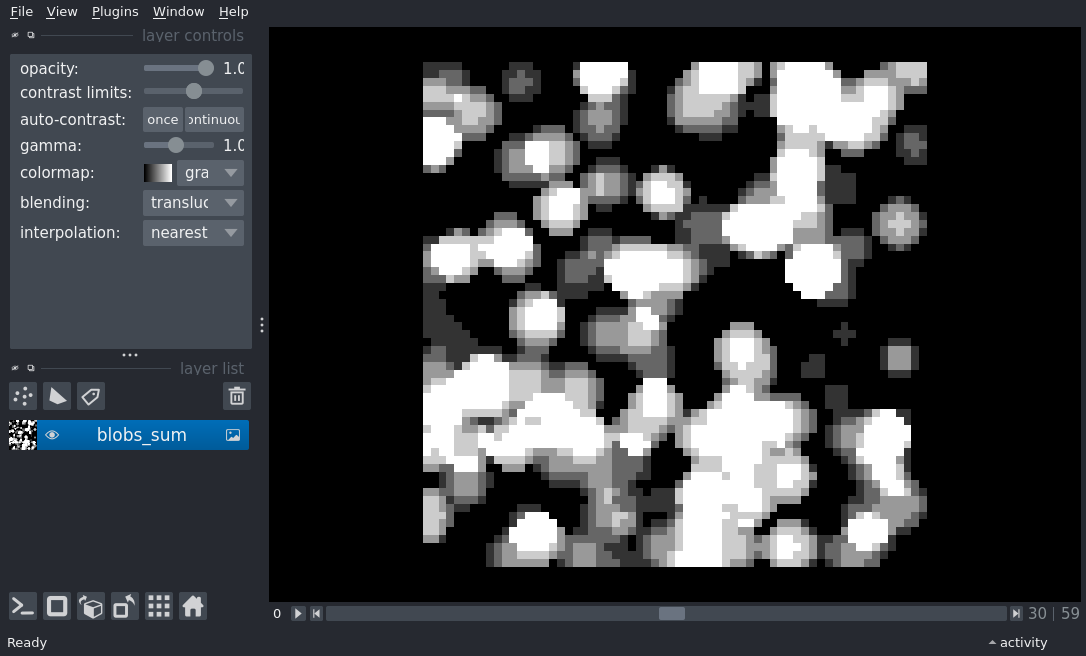 File View Plugins Window Help
layer controls
opacity: 1.0
contrast limits:
auto-contrast: once ontinuou
gamma: 1.0
colormap: gra
blending: transluc
interpolation: nearest
layer list
blobs_sum
0 30 | 59
Ready activity